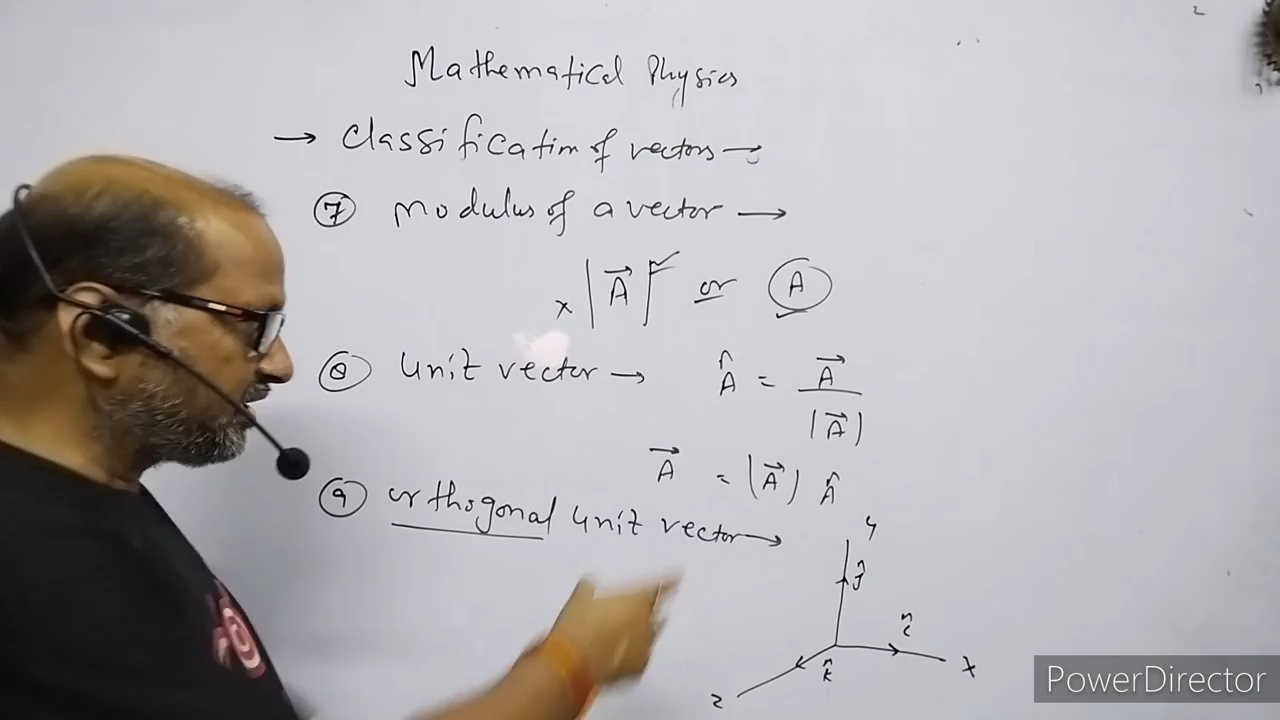 Mathematical Physics
→ Classification of vectors →
⑦ Modulus of a vector →
x |A⃗| ✓ or A
⑧ Unit vector → Â = A⃗ / |A⃗|
A⃗ = |A⃗| Â
⑨ orthogonal unit vector →
y
ĵ
î
x
k̂
z
PowerDirector